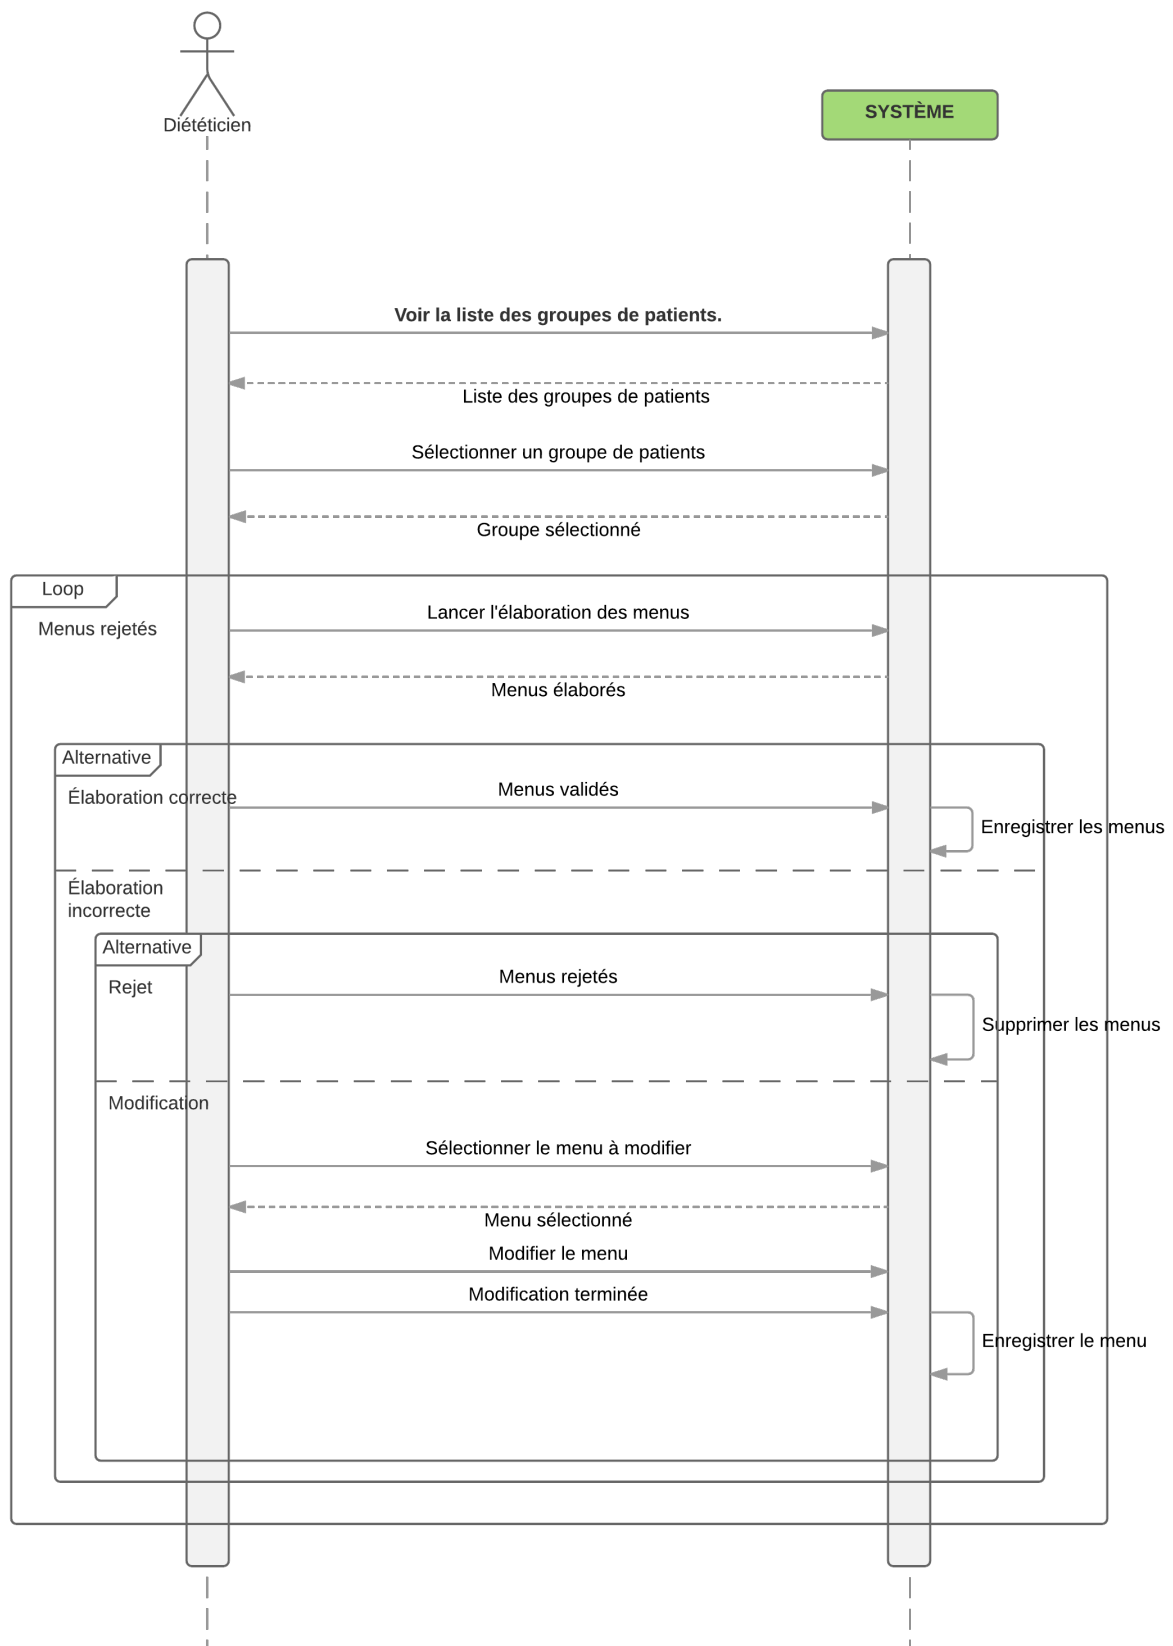 Diététicien
SYSTÈME
Voir la liste des groupes de patients.
Liste des groupes de patients
Sélectionner un groupe de patients
Groupe sélectionné
Loop
Menus rejetés
Lancer l'élaboration des menus
Menus élaborés
Alternative
Élaboration correcte
Menus validés
Enregistrer les menus
Élaboration
incorrecte
Alternative
Rejet
Menus rejetés
Supprimer les menus
Modification
Sélectionner le menu à modifier
Menu sélectionné
Modifier le menu
Modification terminée
Enregistrer le menu